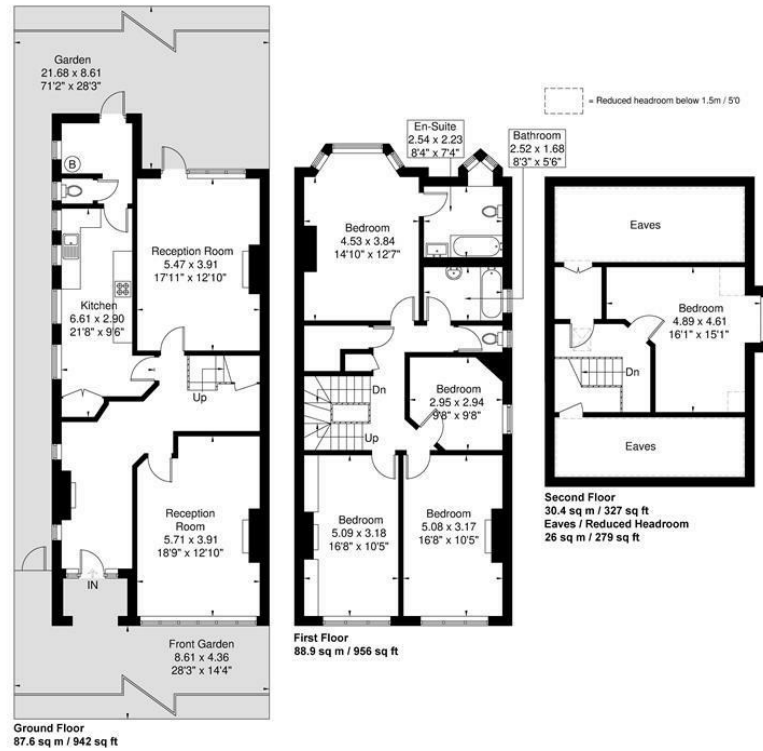 Garden
21.68 x 8.61
71'2" x 28'3"
B
Reception Room
5.47 x 3.91
17'11" x 12'10"
Kitchen
6.61 x 2.90
21'8" x 9'6"
Up
Reception
Room
5.71 x 3.91
18'9" x 12'10"
IN
Front Garden
8.61 x 4.36
28'3" x 14'4"
Ground Floor
87.6 sq m / 942 sq ft
En-Suite
2.54 x 2.23
8'4" x 7'4"
Bathroom
2.52 x 1.68
8'3" x 5'6"
Bedroom
4.53 x 3.84
14'10" x 12'7"
Dn
Bedroom
2.95 x 2.94
9'8" x 9'8"
Up
Bedroom
5.09 x 3.18
16'8" x 10'5"
Bedroom
5.08 x 3.17
16'8" x 10'5"
First Floor
88.9 sq m / 956 sq ft
= Reduced headroom below 1.5m / 5'0
Eaves
Bedroom
4.89 x 4.61
16'1" x 15'1"
Dn
Eaves
Second Floor
30.4 sq m / 327 sq ft
Eaves / Reduced Headroom
26 sq m / 279 sq ft